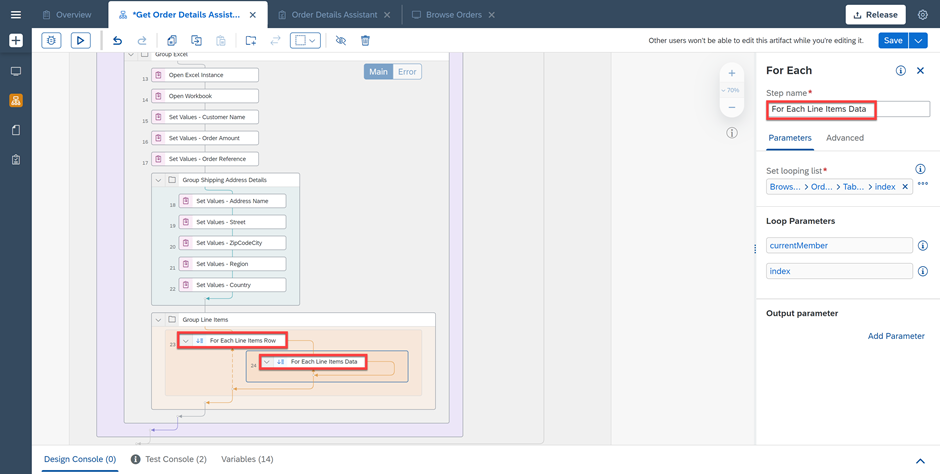 Overview
*Get Order Details Assist...
Order Details Assistant
Browse Orders
Release
Other users won't be able to edit this artifact while you're editing it.
Save
Group Excel
Main
Error
13
Open Excel Instance
14
Open Workbook
15
Set Values - Customer Name
16
Set Values - Order Amount
17
Set Values - Order Reference
Group Shipping Address Details
18
Set Values - Address Name
19
Set Values - Street
20
Set Values - ZipCodeCity
21
Set Values - Region
22
Set Values - Country
Group Line Items
23
For Each Line Items Row
24
For Each Line Items Data
~ 70%
For Each
Step name*
For Each Line Items Data
Parameters
Advanced
Set looping list*
Brows... > Ord... > Tab... > index
Loop Parameters
currentMember
index
Output parameter
Add Parameter
Design Console (0)
Test Console (2)
Variables (14)